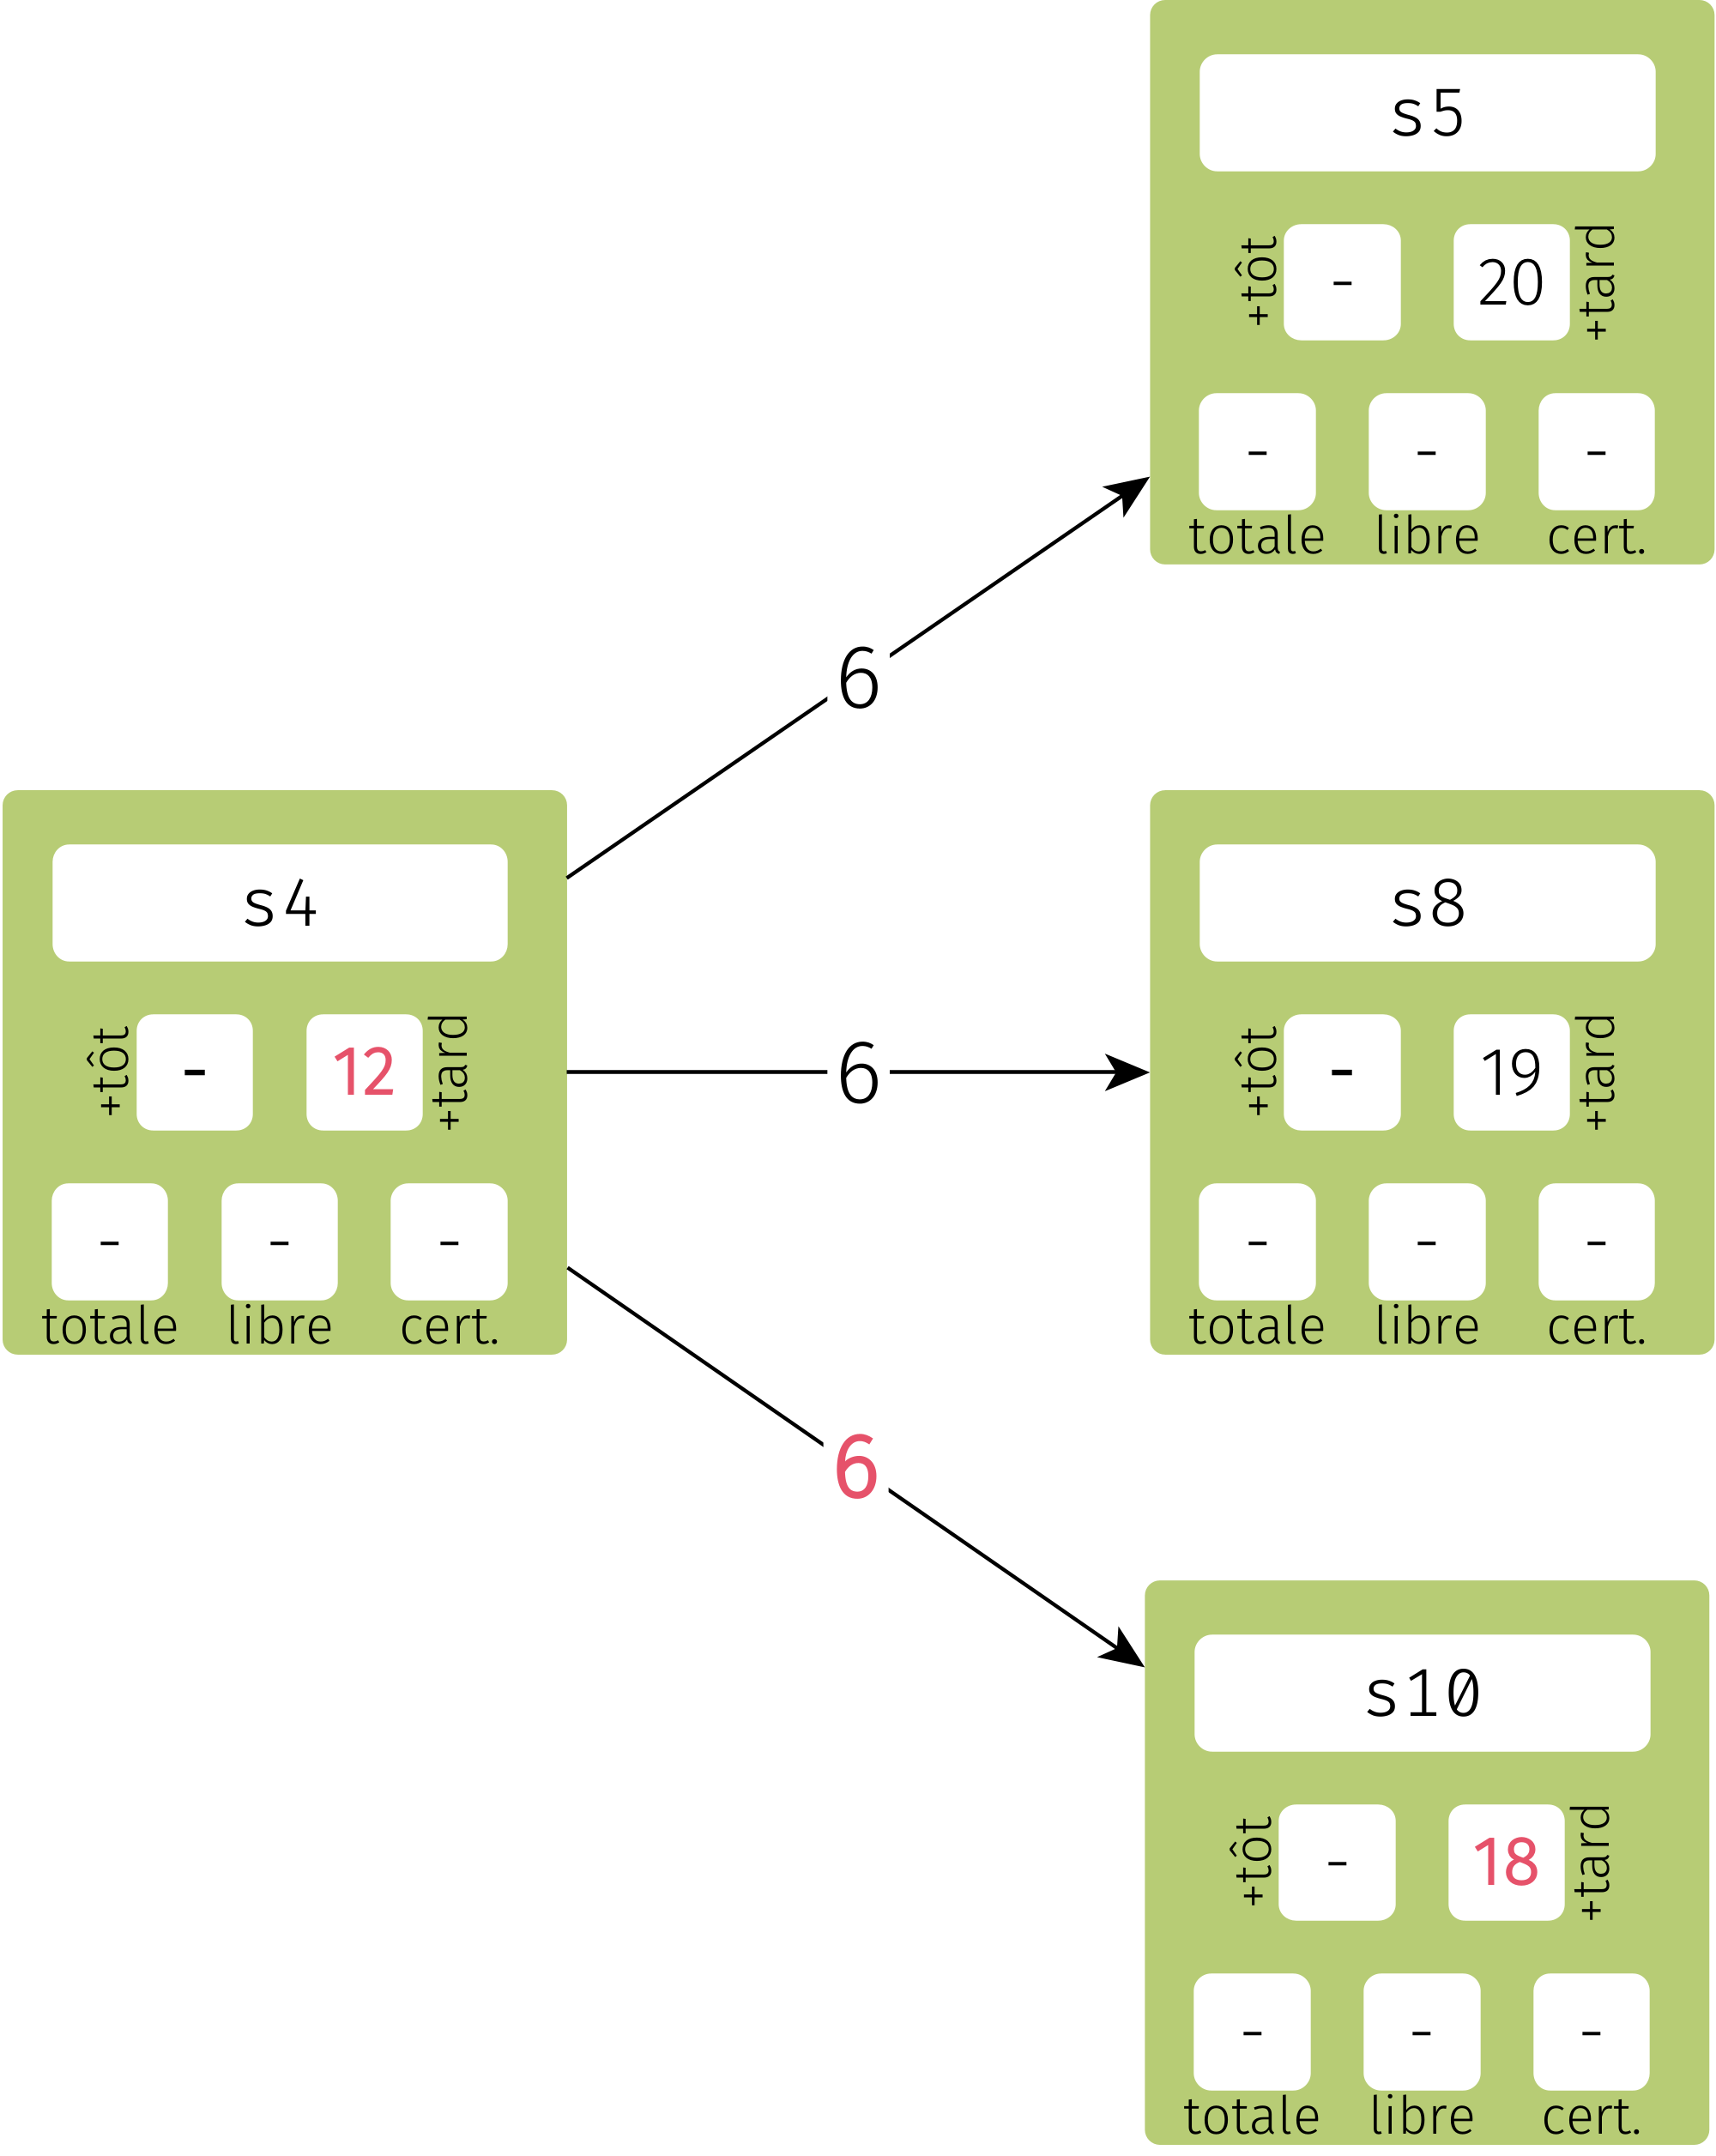 s5
+tôt - 20 +tard
- - -
totale libre cert.
6
s4
+tôt - 12 +tard
- - -
totale libre cert.
6
s8
+tôt - 19 +tard
- - -
totale libre cert.
6
s10
+tôt - 18 +tard
- - -
totale libre cert.